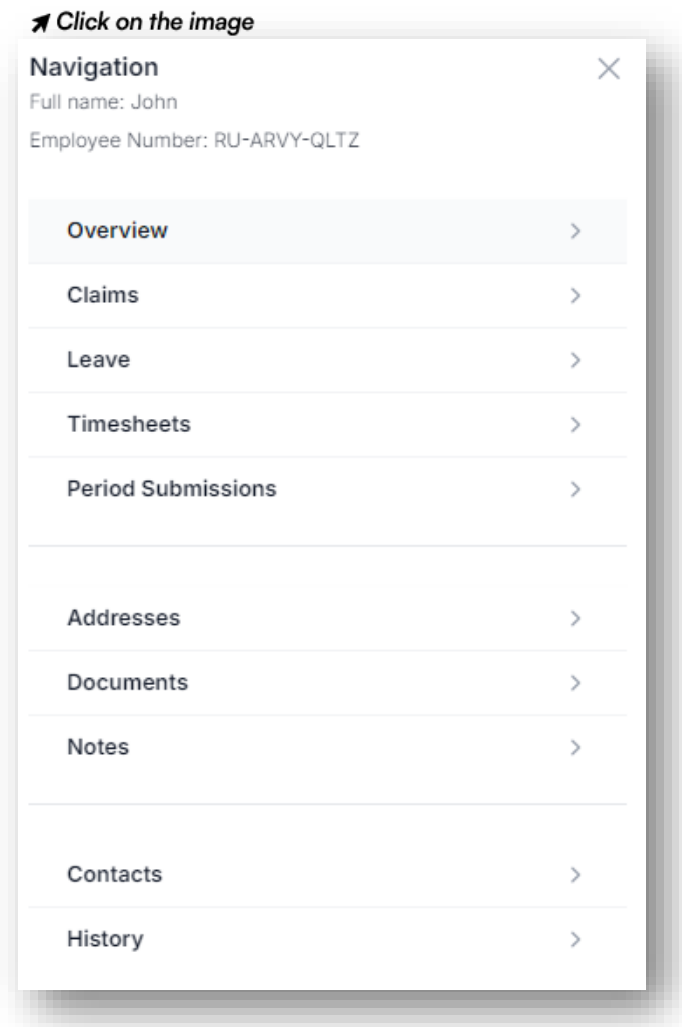 Click on the image
Navigation
Full name: John
Employee Number: RU-ARVY-QLTZ
Overview
Claims
Leave
Timesheets
Period Submissions
Addresses
Documents
Notes
Contacts
History